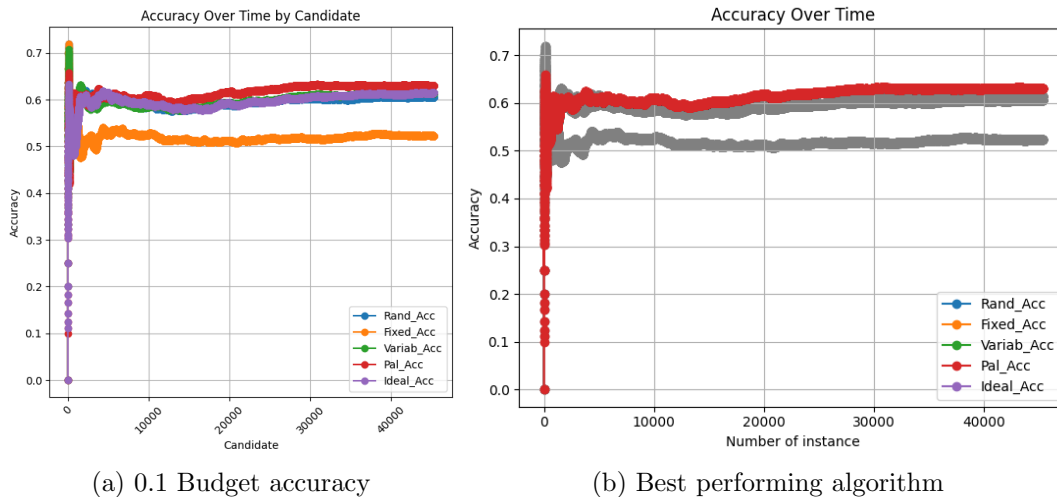 Accuracy Over Time by Candidate
0.7
0.6
0.5
0.4
0.3
0.2
0.1
0.0
Accuracy
0
10000
20000
30000
40000
Candidate
Rand_Acc
Fixed_Acc
Variab_Acc
Pal_Acc
Ideal_Acc
(a) 0.1 Budget accuracy
Accuracy Over Time
0.7
0.6
0.5
0.4
0.3
0.2
0.1
0.0
Accuracy
0
10000
20000
30000
40000
Number of instance
Rand_Acc
Fixed_Acc
Variab_Acc
Pal_Acc
Ideal_Acc
(b) Best performing algorithm